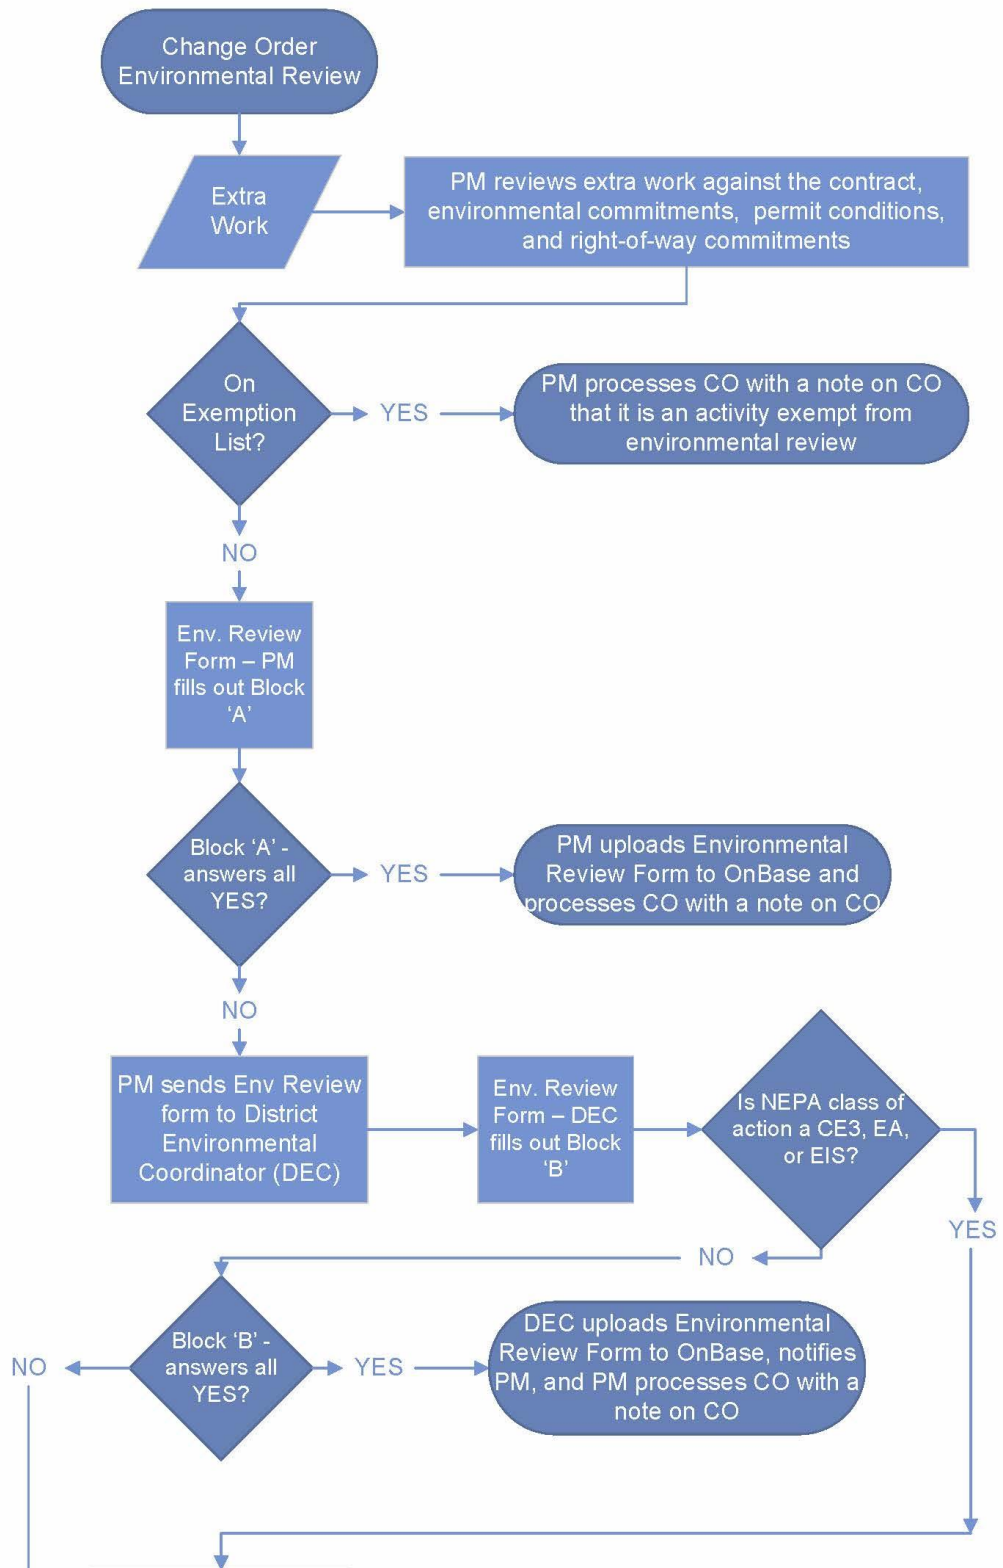 Change Order
Environmental Review
Extra
Work
PM reviews extra work against the contract,
environmental commitments, permit conditions,
and right-of-way commitments
On
Exemption
List?
YES
PM processes CO with a note on CO
that it is an activity exempt from
environmental review
NO
Env. Review
Form – PM
fills out Block
‘A’
Block ‘A’ -
answers all
YES?
YES
PM uploads Environmental
Review Form to OnBase and
processes CO with a note on CO
NO
PM sends Env Review
form to District
Environmental
Coordinator (DEC)
Env. Review
Form – DEC
fills out Block
‘B’
Is NEPA class of
action a CE3, EA,
or EIS?
YES
NO
Block ‘B’ -
answers all
YES?
NO
YES
DEC uploads Environmental
Review Form to OnBase, notifies
PM, and PM processes CO with a
note on CO